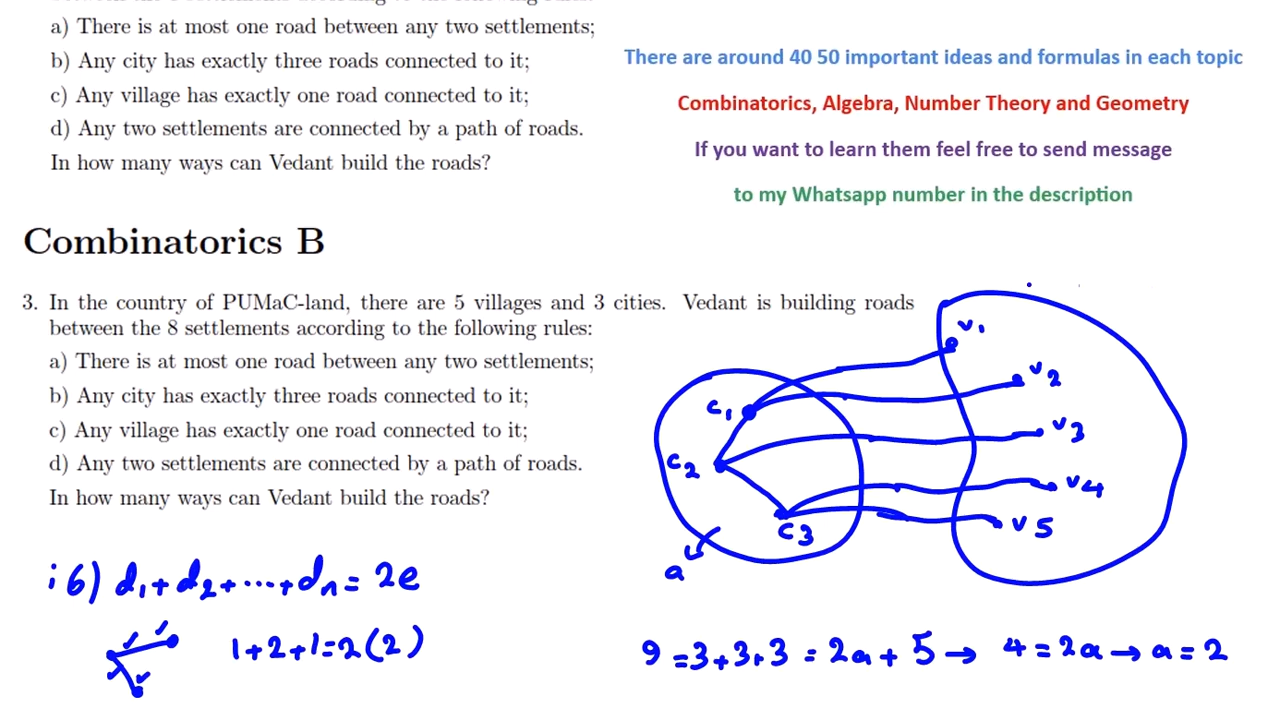 a) There is at most one road between any two settlements;
b) Any city has exactly three roads connected to it;
c) Any village has exactly one road connected to it;
d) Any two settlements are connected by a path of roads.
In how many ways can Vedant build the roads?
There are around 40 50 important ideas and formulas in each topic
Combinatorics, Algebra, Number Theory and Geometry
If you want to learn them feel free to send message
to my Whatsapp number in the description
Combinatorics B
3. In the country of PUMaC-land, there are 5 villages and 3 cities. Vedant is building roads
between the 8 settlements according to the following rules:
a) There is at most one road between any two settlements;
b) Any city has exactly three roads connected to it;
c) Any village has exactly one road connected to it;
d) Any two settlements are connected by a path of roads.
In how many ways can Vedant build the roads?
V1
V2
V3
V4
V5
C1
C2
C3
a
i6) d1+d2+...+dn=2e
1+2+1=2(2)
9=3+3+3=2a+5→ 4=2a→a=2